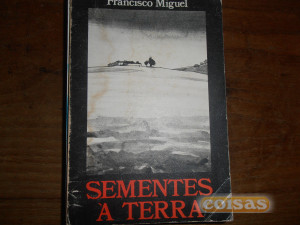 Francisco Miguel
SEMENTES
A TERRA
coisas